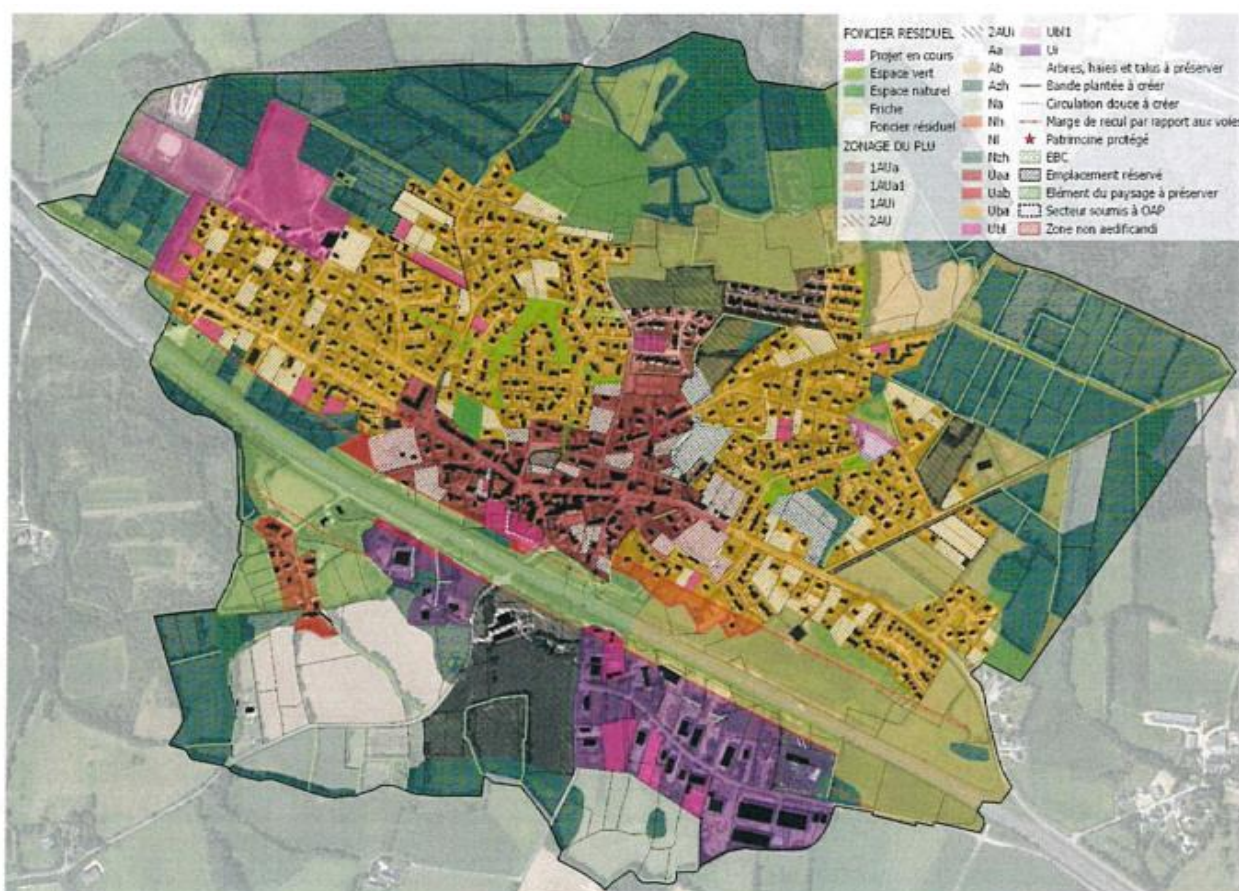 FONCIER RESIDUEL
Projet en cours
Espace vert
Espace naturel
Friche
Foncier résiduel
ZONAGE DU PLU
1AUa
1AUa1
1AUi
2AU
2AUi
Aa
Ab
Azh
Na
Nh
Nl
Nzh
Uaa
Uab
Uba
Ubl
Ubl1
Ui
Arbres, haies et talus à préserver
Bande plantée à créer
Circulation douce à créer
Marge de recul par rapport aux voies
Patrimoine protégé
EBC
Emplacement réservé
Elément du paysage à préserver
Secteur soumis à OAP
Zone non aedificandi